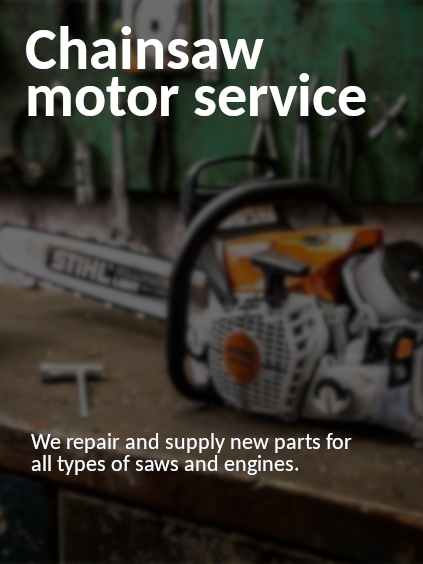 Chainsaw
motor service
STIHL
We repair and supply new parts for
all types of saws and engines.